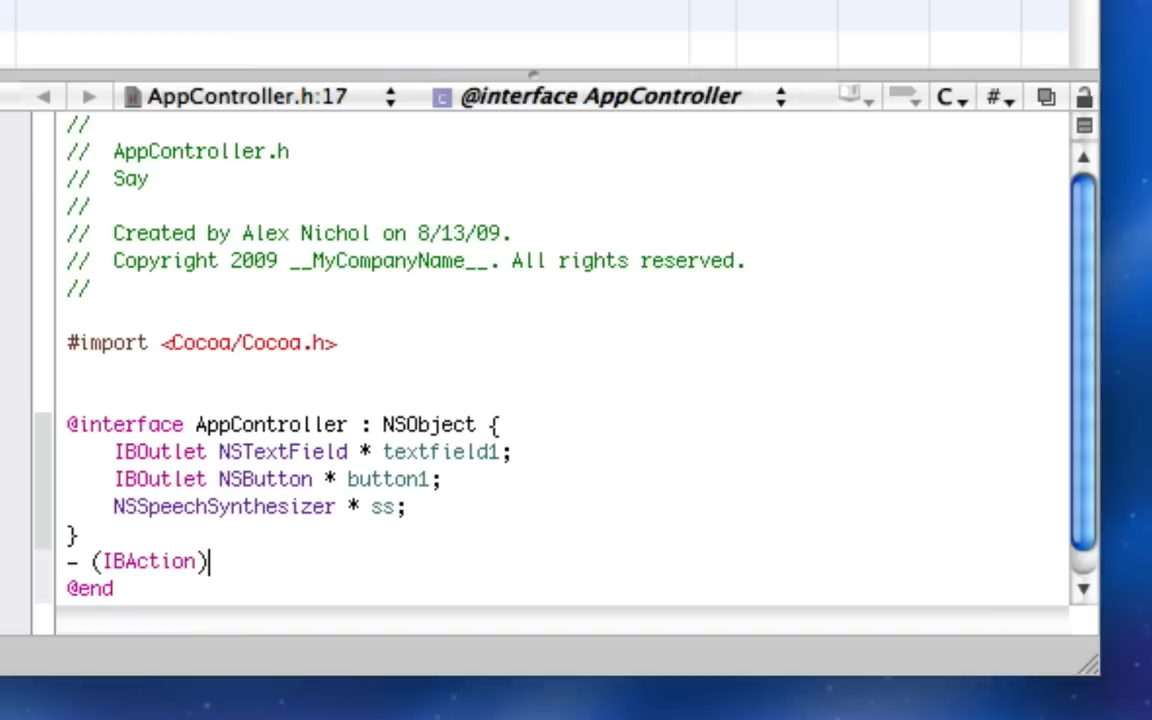 AppController.h:17 @interface AppController C #
//
// AppController.h
// Say
//
// Created by Alex Nichol on 8/13/09.
// Copyright 2009 __MyCompanyName__. All rights reserved.
//
#import <Cocoa/Cocoa.h>
@interface AppController : NSObject {
IBOutlet NSTextField * textfield1;
IBOutlet NSButton * button1;
NSSpeechSynthesizer * ss;
}
- (IBAction)
@end